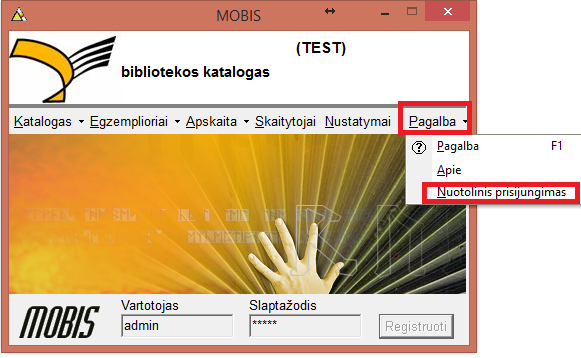 MOBIS
(TEST)
bibliotekos katalogas
Katalogas Egzemplioriai Apskaita Skaitytojai Nustatymai Pagalba
Pagalba F1
Apie
Nuotolinis prisijungimas
MOBIS
Vartotojas
admin
Slaptažodis
*****
Registruoti